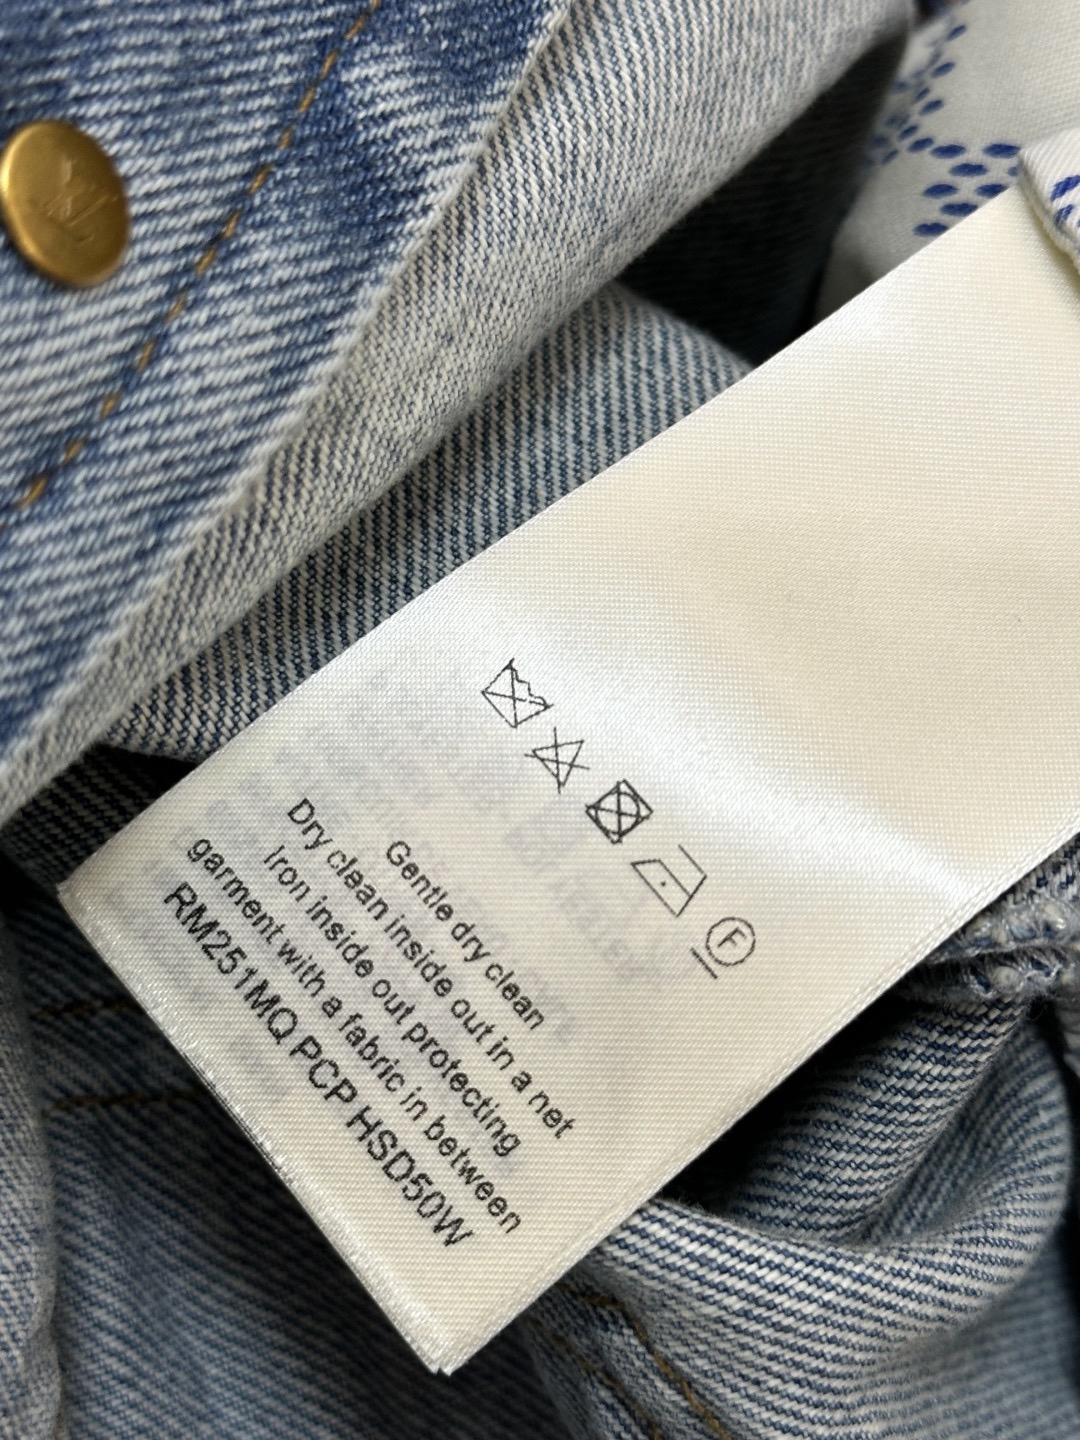 LV
F
Gentle dry clean
Dry clean inside out in a net
Iron inside out protecting
garment with a fabric in between
RM251MQ PCP HSD50W